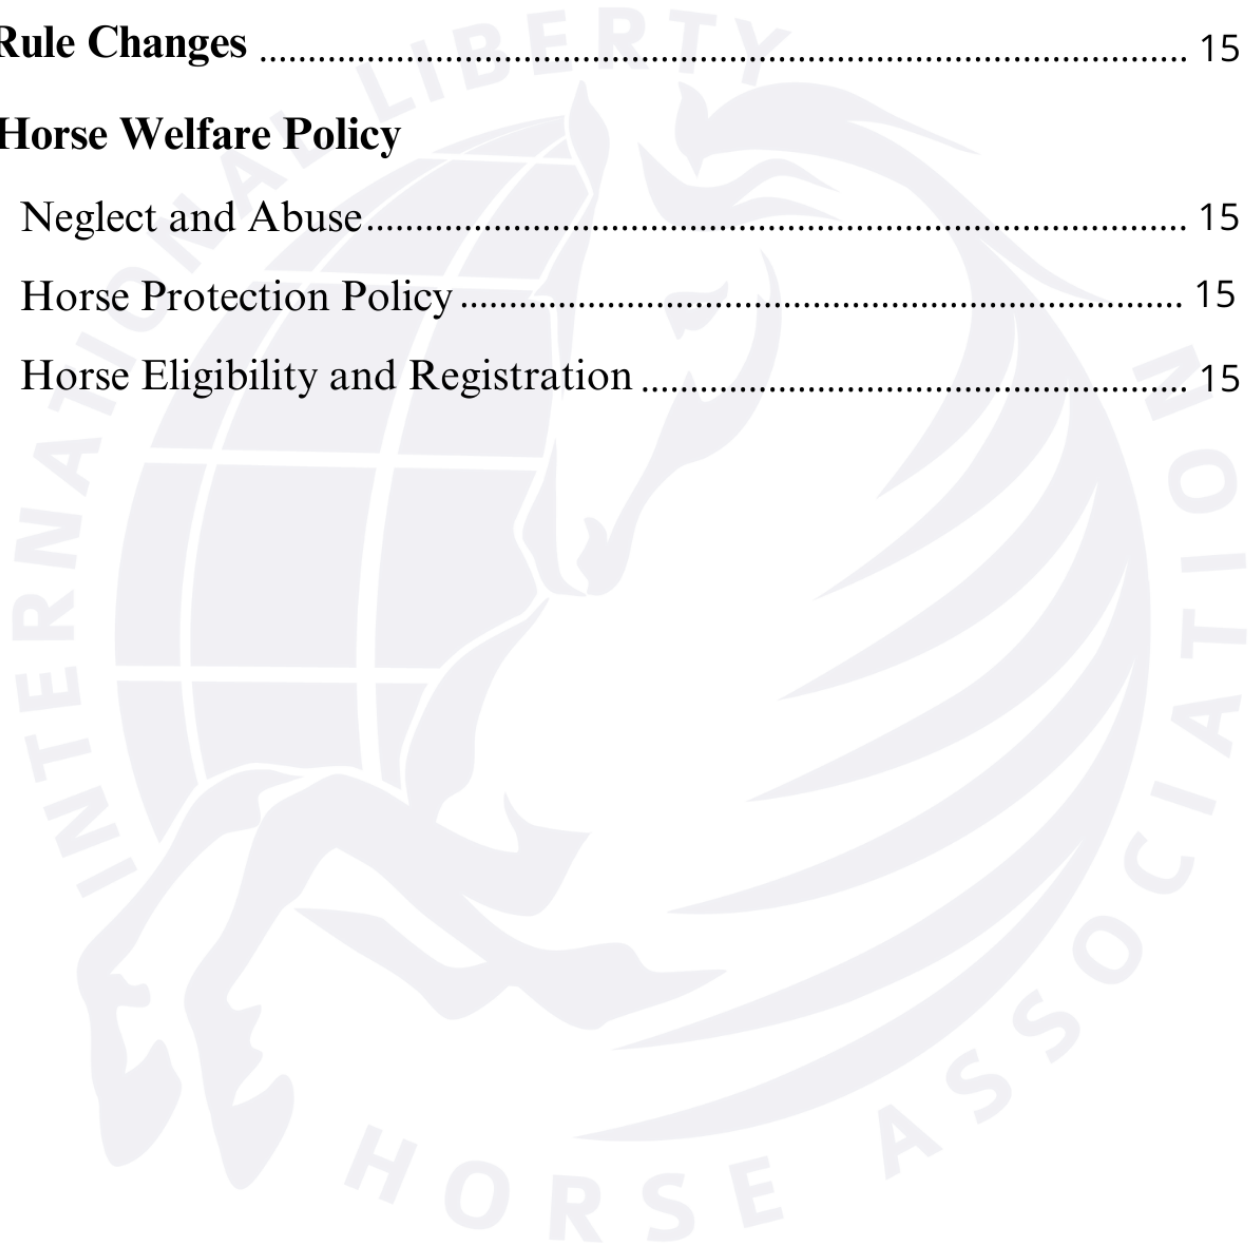 Rule Changes ........................................................................ 15
Horse Welfare Policy
Neglect and Abuse........................................................................ 15
Horse Protection Policy ............................................................... 15
Horse Eligibility and Registration ................................................ 15
INTERNATIONAL LIBERTY
HORSE ASSOCIATION